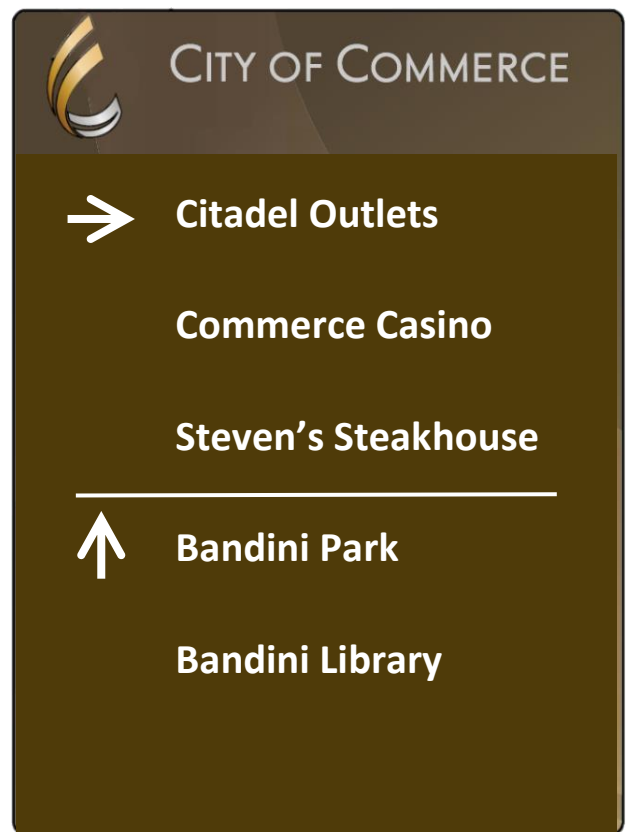 CITY OF COMMERCE
Citadel Outlets
Commerce Casino
Steven’s Steakhouse
Bandini Park
Bandini Library